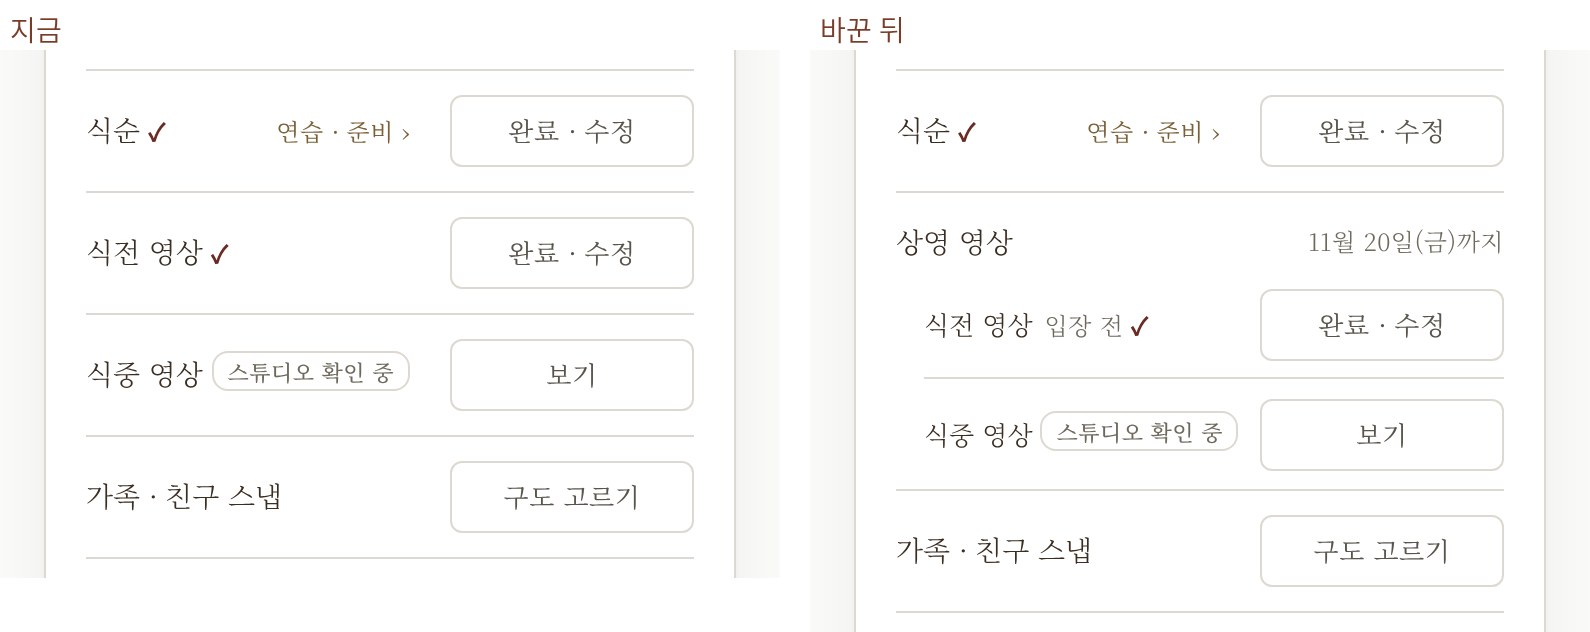 지금
식순 ✓ 연습 · 준비 › 완료 · 수정
식전 영상 ✓ 완료 · 수정
식중 영상 스튜디오 확인 중 보기
가족 · 친구 스냅 구도 고르기
바꾼 뒤
식순 ✓ 연습 · 준비 › 완료 · 수정
상영 영상 11월 20일(금)까지
식전 영상 입장 전 ✓ 완료 · 수정
식중 영상 스튜디오 확인 중 보기
가족 · 친구 스냅 구도 고르기